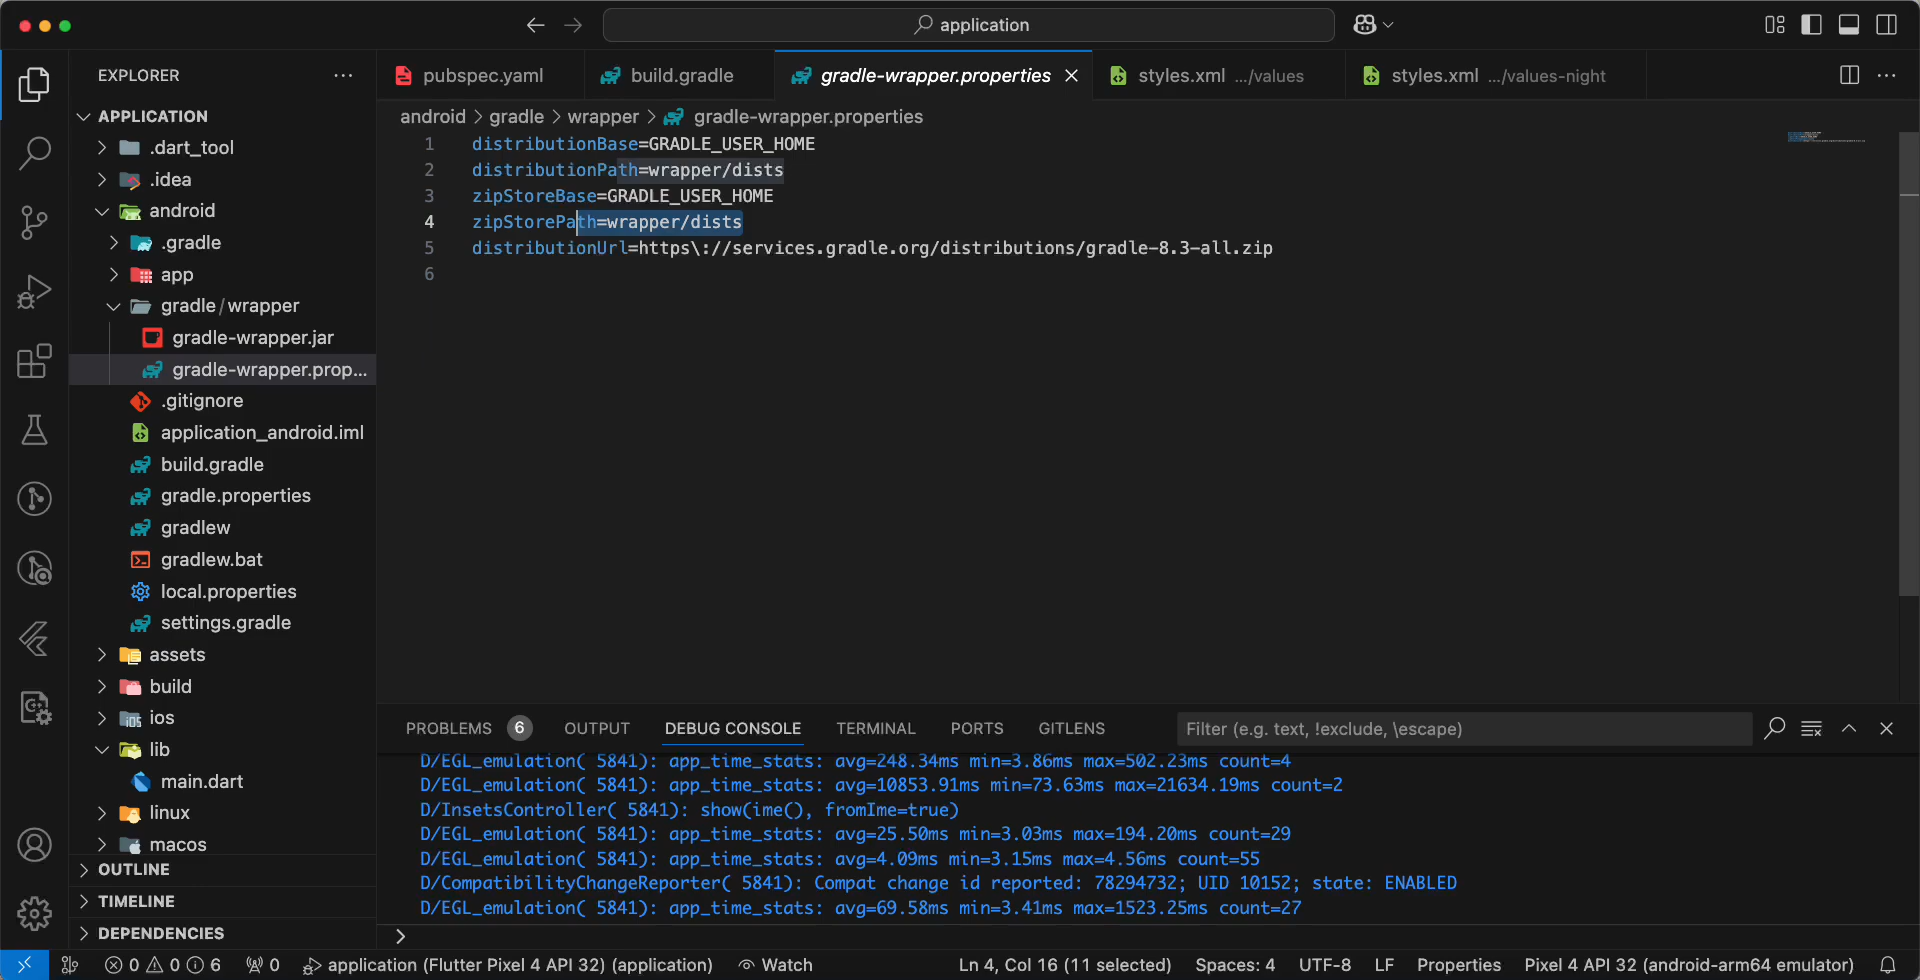 application
EXPLORER
pubspec.yaml
build.gradle
gradle-wrapper.properties
styles.xml .../values
styles.xml .../values-night
APPLICATION
.dart_tool
.idea
android
.gradle
app
gradle/wrapper
gradle-wrapper.jar
gradle-wrapper.prop...
.gitignore
application_android.iml
build.gradle
gradle.properties
gradlew
gradlew.bat
local.properties
settings.gradle
assets
build
ios
lib
main.dart
linux
macos
OUTLINE
TIMELINE
DEPENDENCIES
android > gradle > wrapper > gradle-wrapper.properties
1 distributionBase=GRADLE_USER_HOME
2 distributionPath=wrapper/dists
3 zipStoreBase=GRADLE_USER_HOME
4 zipStorePath=wrapper/dists
5 distributionUrl=https\://services.gradle.org/distributions/gradle-8.3-all.zip
6
PROBLEMS 6 OUTPUT DEBUG CONSOLE TERMINAL PORTS GITLENS Filter (e.g. text, !exclude, \escape)
D/EGL_emulation( 5841): app_time_stats: avg=248.34ms min=3.86ms max=502.23ms count=4
D/EGL_emulation( 5841): app_time_stats: avg=10853.91ms min=73.63ms max=21634.19ms count=2
D/InsetsController( 5841): show(ime(), fromIme=true)
D/EGL_emulation( 5841): app_time_stats: avg=25.50ms min=3.03ms max=194.20ms count=29
D/EGL_emulation( 5841): app_time_stats: avg=4.09ms min=3.15ms max=4.56ms count=55
D/CompatibilityChangeReporter( 5841): Compat change id reported: 78294732; UID 10152; state: ENABLED
D/EGL_emulation( 5841): app_time_stats: avg=69.58ms min=3.41ms max=1523.25ms count=27
>
0 0 6 0 application (Flutter Pixel 4 API 32) (application) Watch Ln 4, Col 16 (11 selected) Spaces: 4 UTF-8 LF Properties Pixel 4 API 32 (android-arm64 emulator)